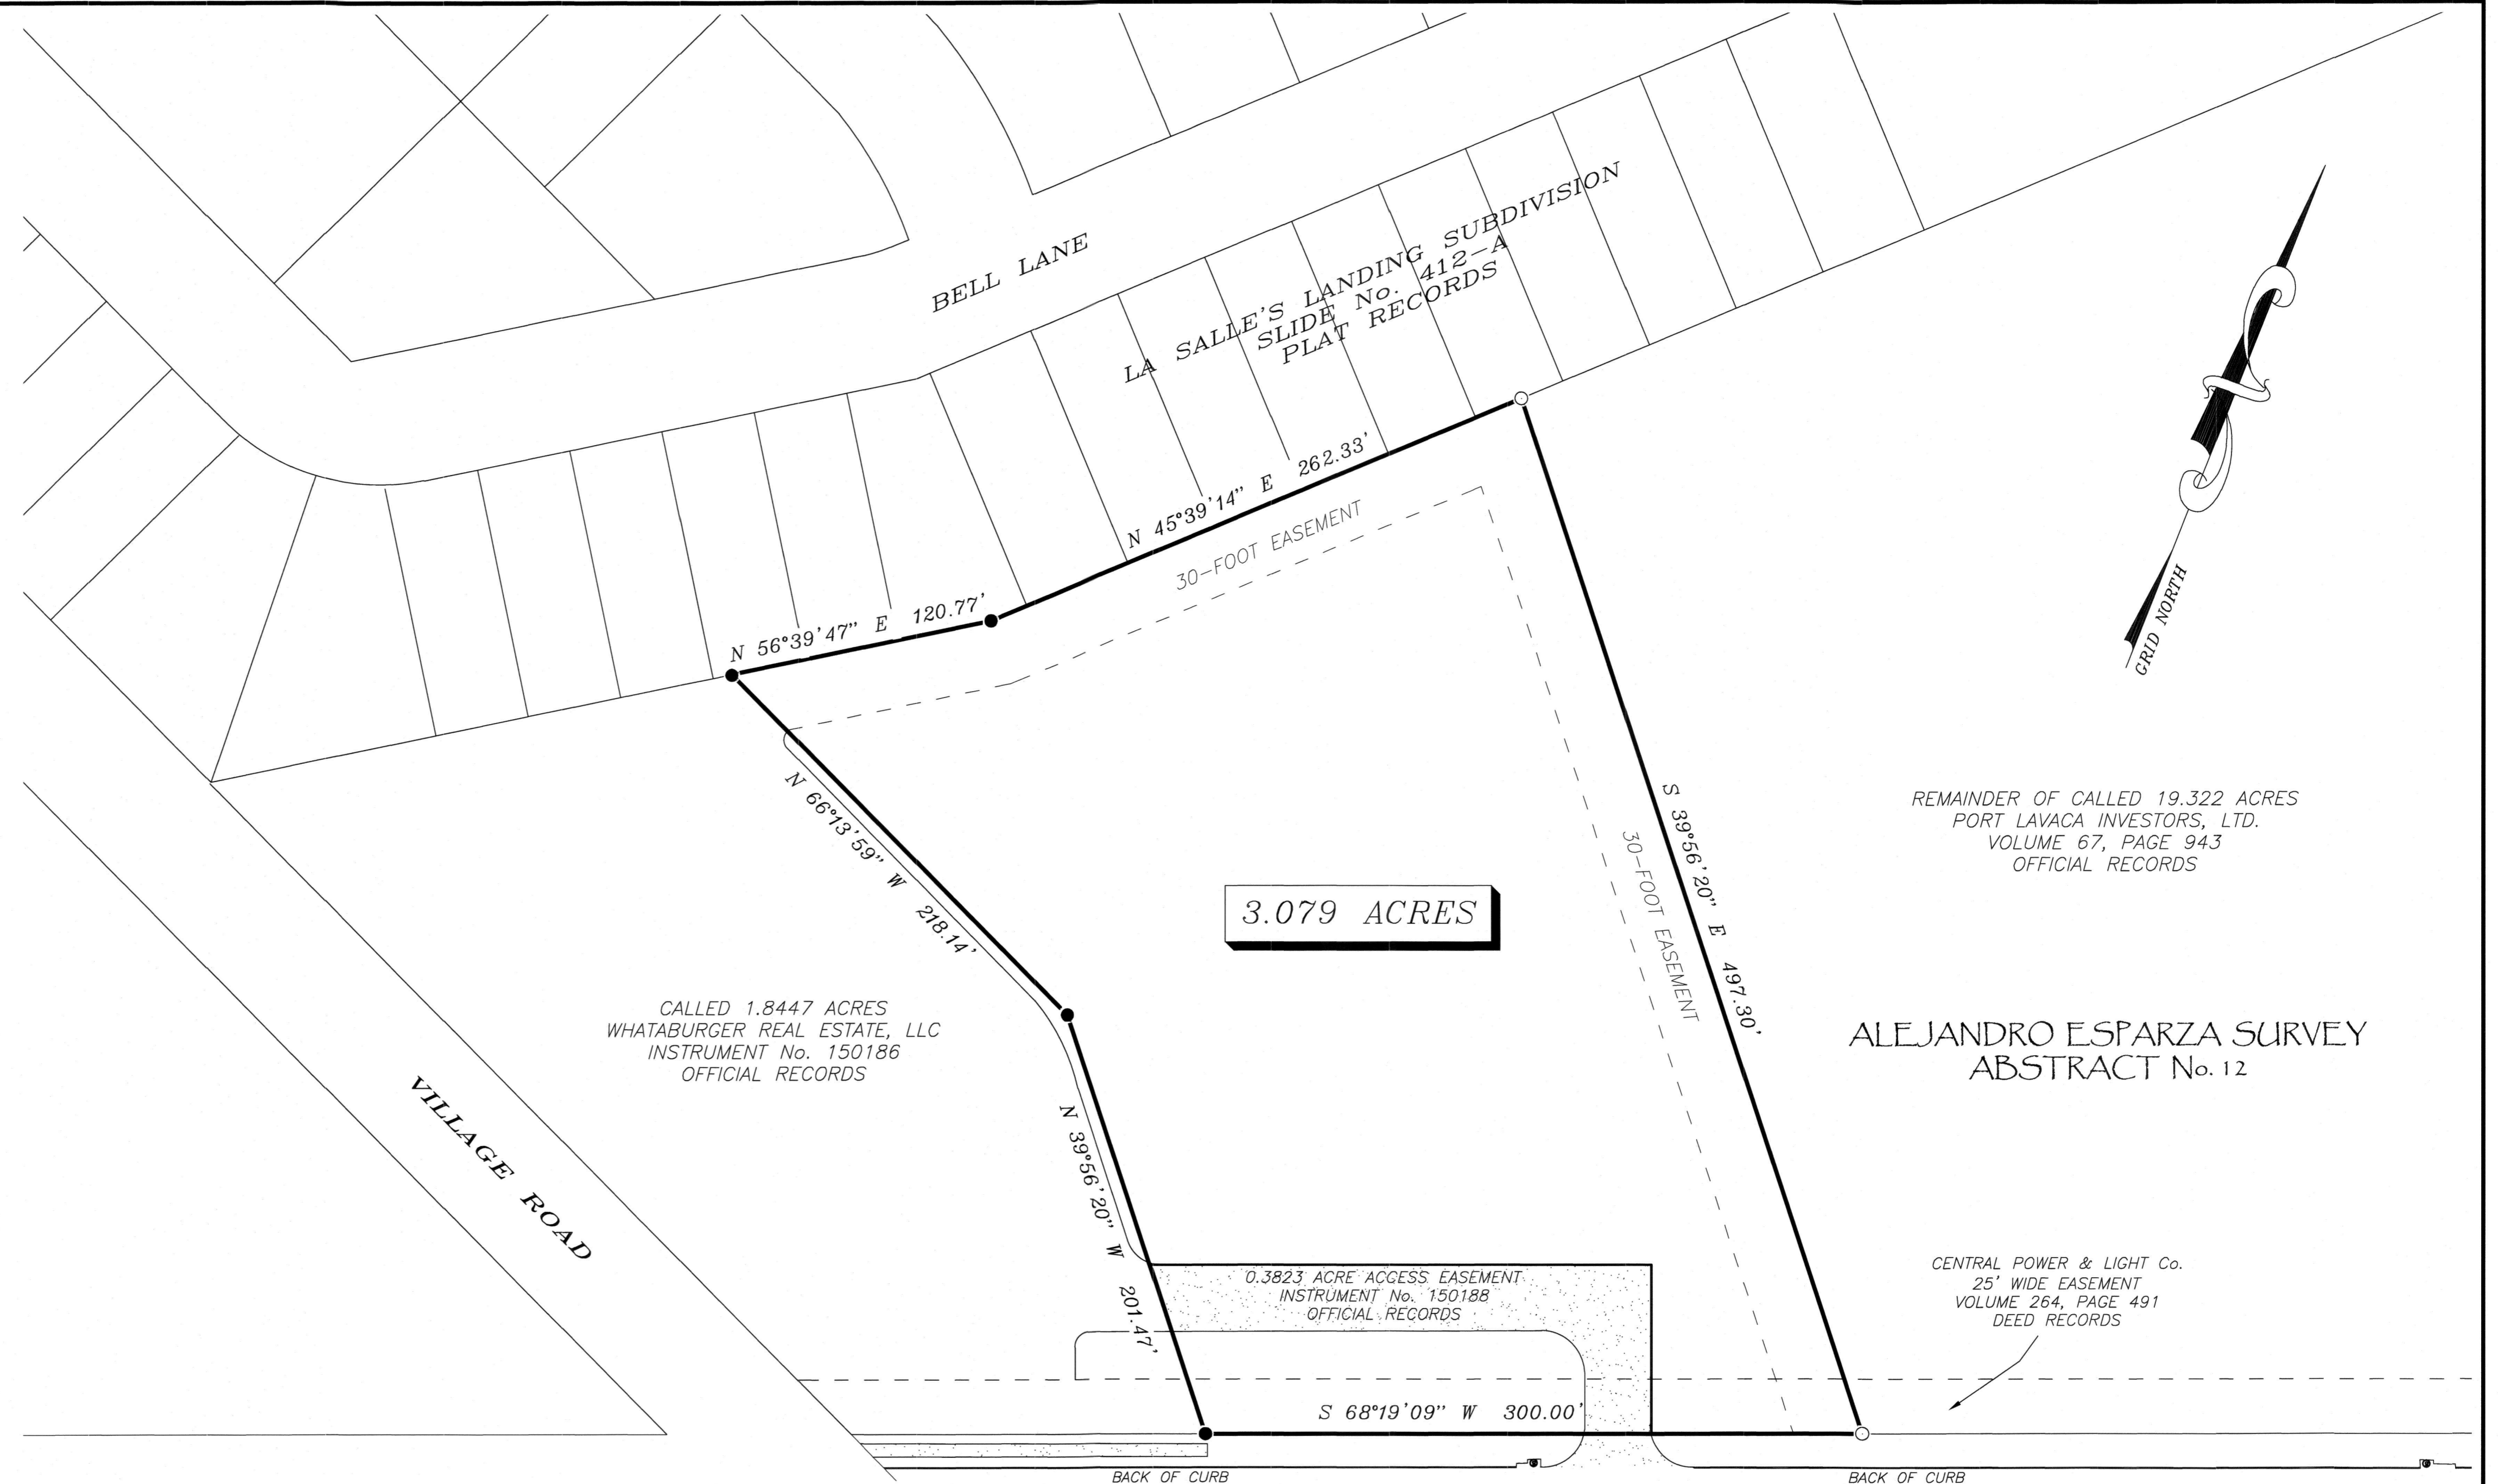 BELL LANE
LA SALLE'S LANDING SUBDIVISION
SLIDE No. 412-A
PLAT RECORDS
N 45°39'14" E 262.33'
30-FOOT EASEMENT
N 56°39'47" E 120.77'
GRID NORTH
N 66°13'59" W 218.14'
S 39°56'20" E 497.30'
30-FOOT EASEMENT
REMAINDER OF CALLED 19.322 ACRES
PORT LAVACA INVESTORS, LTD.
VOLUME 67, PAGE 943
OFFICIAL RECORDS
3.079 ACRES
CALLED 1.8447 ACRES
WHATABURGER REAL ESTATE, LLC
INSTRUMENT No. 150186
OFFICIAL RECORDS
ALEJANDRO ESPARZA SURVEY
ABSTRACT No. 12
VILLAGE ROAD
N 39°56'20" W 201.47'
0.3823 ACRE ACCESS EASEMENT
INSTRUMENT No. 150188
OFFICIAL RECORDS
CENTRAL POWER & LIGHT Co.
25' WIDE EASEMENT
VOLUME 264, PAGE 491
DEED RECORDS
S 68°19'09" W 300.00'
BACK OF CURB
BACK OF CURB